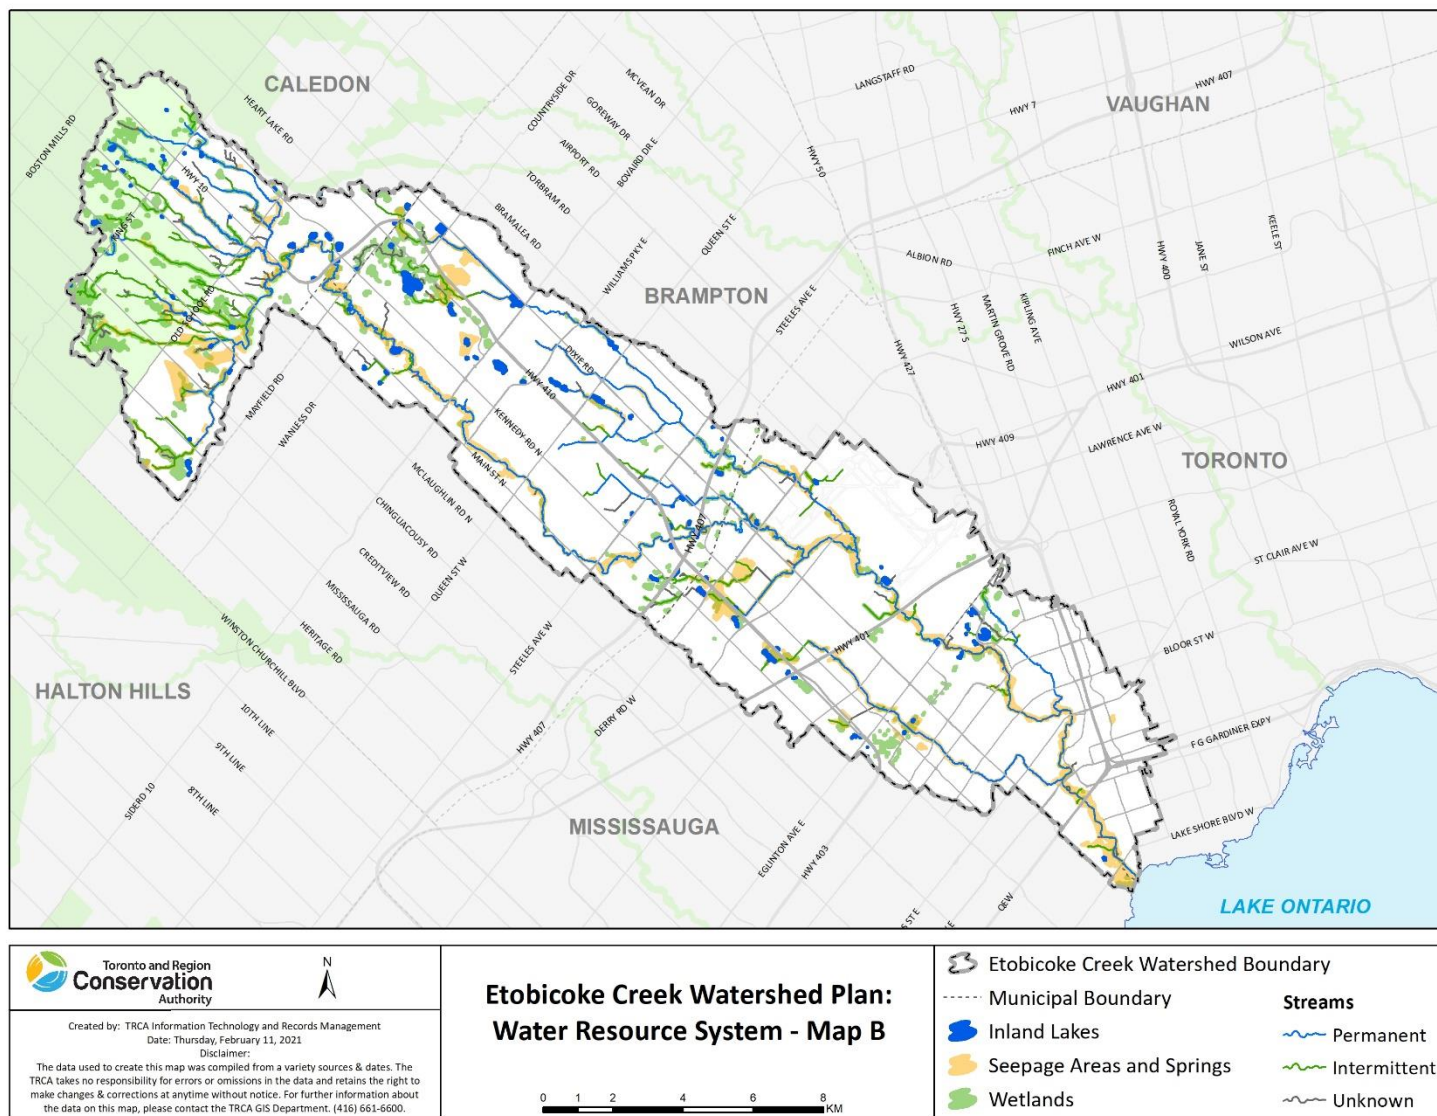 CALEDON
VAUGHAN
BRAMPTON
TORONTO
HALTON HILLS
MISSISSAUGA
LAKE ONTARIO
BOSTON MILLS RD
HEART LAKE RD
HWY 10
KING ST
OLD SCHOOL RD
MAYFIELD RD
WANLESS DR
COUNTRYSIDE DR
MCVEAN DR
GOREWAY DR
AIRPORT RD
BOVAIRD DR E
TORBRAM RD
BRAMALEA RD
WILLIAMS PKY E
QUEEN ST E
STEELES AVE E
DIXIE RD
HWY 410
KENNEDY RD N
MAIN ST N
MCLAUGHLIN RD N
CHINGUACOUSY RD
CREDITVIEW RD
MISSISSAUGA RD
HERITAGE RD
WINSTON CHURCHILL BLVD
QUEEN ST W
STEELES AVE W
10TH LINE
9TH LINE
8TH LINE
SIDERD 10
HWY 407
DERRY RD W
HWY 407
HWY 401
EGLINTON AVE E
HWY 403
QEW
S ST E
LANGSTAFF RD
HWY 7
HWY 407
HWY 50
ALBION RD
FINCH AVE W
KEELE ST
JANE ST
HWY 400
KIPLING AVE
MARTIN GROVE RD
HWY 27 S
HWY 427
WILSON AVE
HWY 401
HWY 409
LAWRENCE AVE W
ROYAL YORK RD
ST CLAIR AVE W
BLOOR ST W
F G GARDINER EXPY
LAKE SHORE BLVD W
Toronto and Region
Conservation
Authority
N
Created by: TRCA Information Technology and Records Management
Date: Thursday, February 11, 2021
Disclaimer:
The data used to create this map was compiled from a variety sources & dates. The
TRCA takes no responsibility for errors or omissions in the data and retains the right to
make changes & corrections at anytime without notice. For further information about
the data on this map, please contact the TRCA GIS Department. (416) 661-6600.
Etobicoke Creek Watershed Plan:
Water Resource System - Map B
0 2 4 6 8
KM
Etobicoke Creek Watershed Boundary
Municipal Boundary
Inland Lakes
Seepage Areas and Springs
Wetlands
Streams
Permanent
Intermittent
Unknown